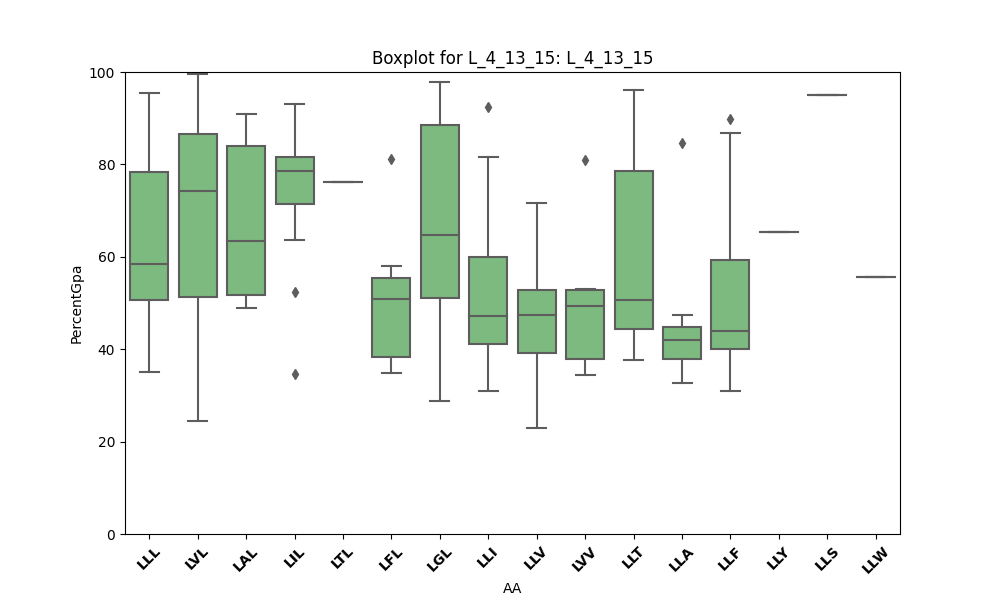 Boxplot for L_4_13_15: L_4_13_15
100
80
60
40
20
0
PercentGpa
LLL LVL LAL LIL LTL LFL LGL LLI LLV LVV LLT LLA LLF LLY LLS LLW
AA